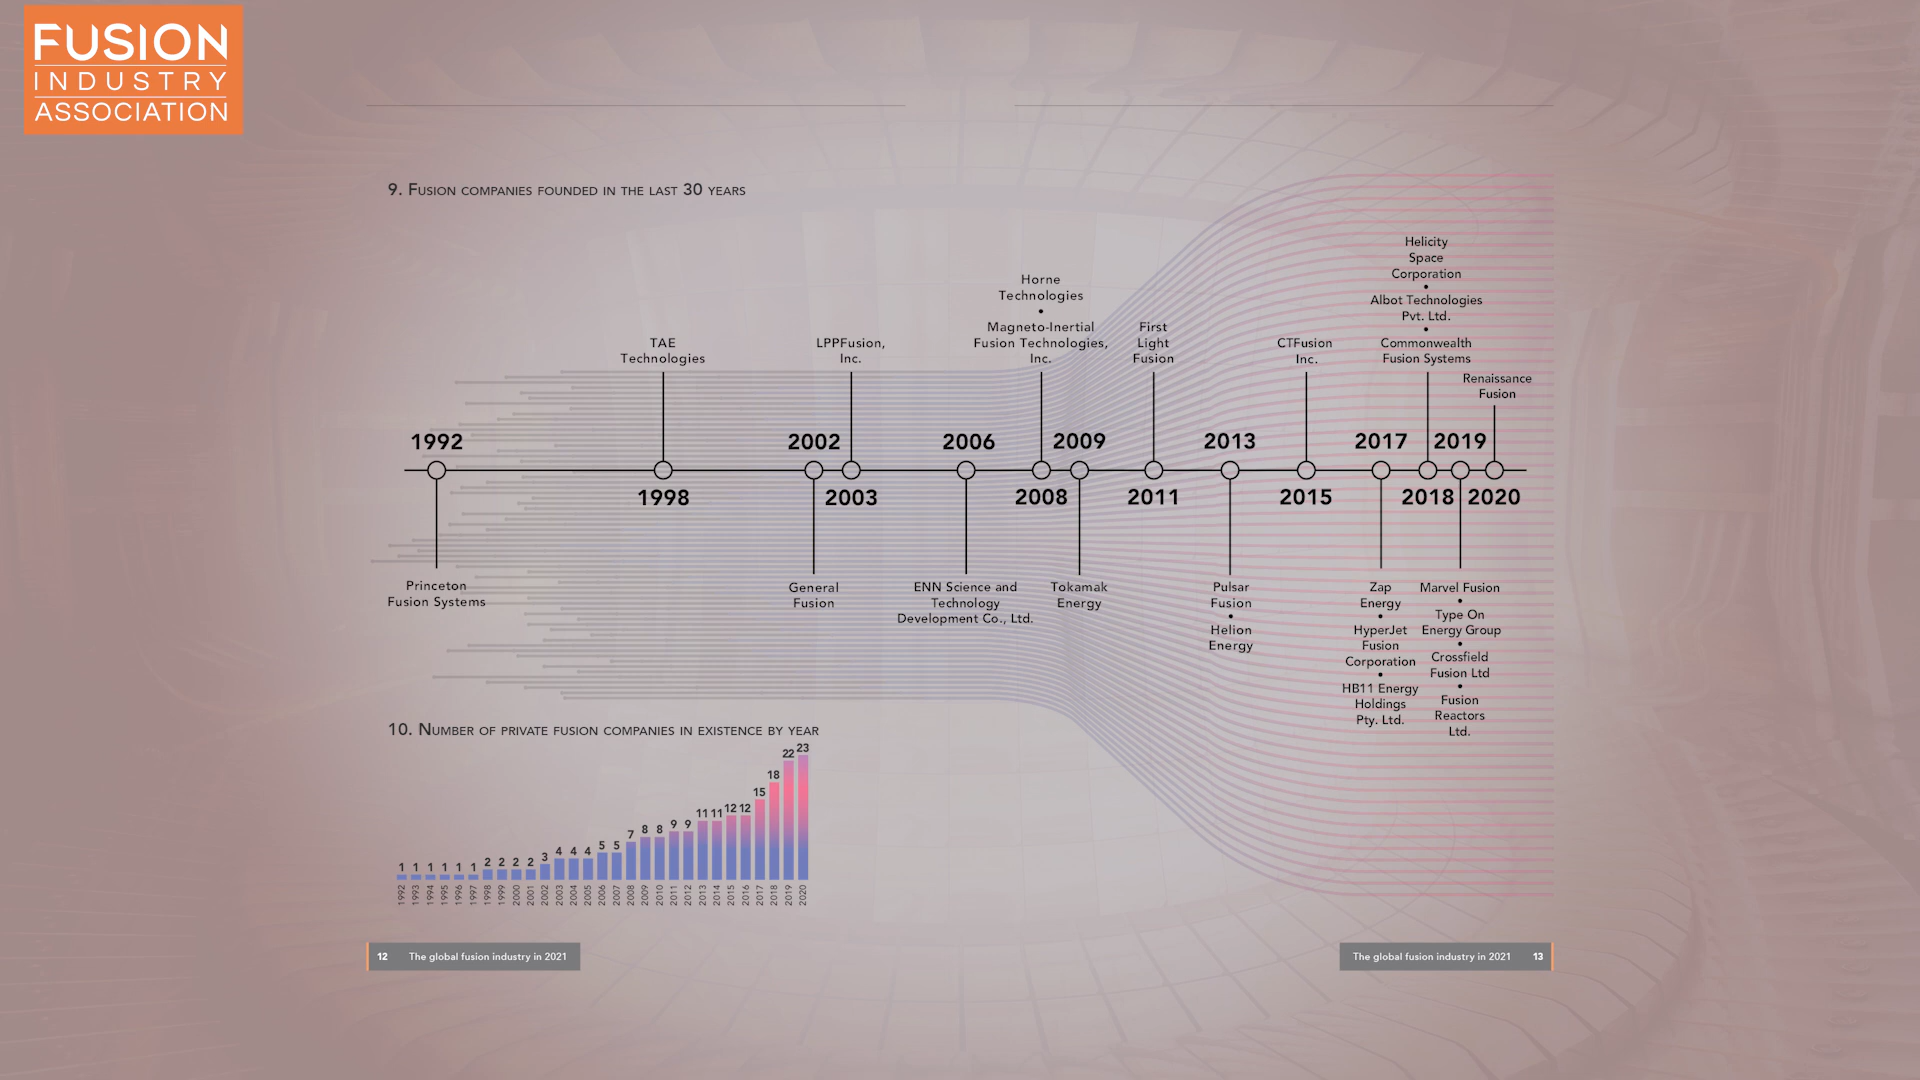 FUSION
INDUSTRY
ASSOCIATION
9. FUSION COMPANIES FOUNDED IN THE LAST 30 YEARS
Helicity
Space
Corporation
•
Albot Technologies
Pvt. Ltd.
•
Commonwealth
Fusion Systems
Horne
Technologies
•
Magneto-Inertial
Fusion Technologies,
Inc.
First
Light
Fusion
TAE
Technologies
LPPFusion,
Inc.
CTFusion
Inc.
Renaissance
Fusion
1992 2002 2006 2009 2013 2017 2019
1998 2003 2008 2011 2015 2018 2020
Princeton
Fusion Systems
General
Fusion
ENN Science and
Technology
Development Co., Ltd.
Tokamak
Energy
Pulsar
Fusion
•
Helion
Energy
Zap
Energy
•
HyperJet
Fusion
Corporation
•
HB11 Energy
Holdings
Pty. Ltd.
Marvel Fusion
•
Type On
Energy Group
•
Crossfield
Fusion Ltd
•
Fusion
Reactors
Ltd.
10. NUMBER OF PRIVATE FUSION COMPANIES IN EXISTENCE BY YEAR
1 1 1 1 1 1 2 2 2 2 3 4 4 4 5 5 7 8 8 9 9 11 11 12 12 15 18 22 23
1992 1993 1994 1995 1996 1997 1998 1999 2000 2001 2002 2003 2004 2005 2006 2007 2008 2009 2010 2011 2012 2013 2014 2015 2016 2017 2018 2019 2020
12 The global fusion industry in 2021
The global fusion industry in 2021 13